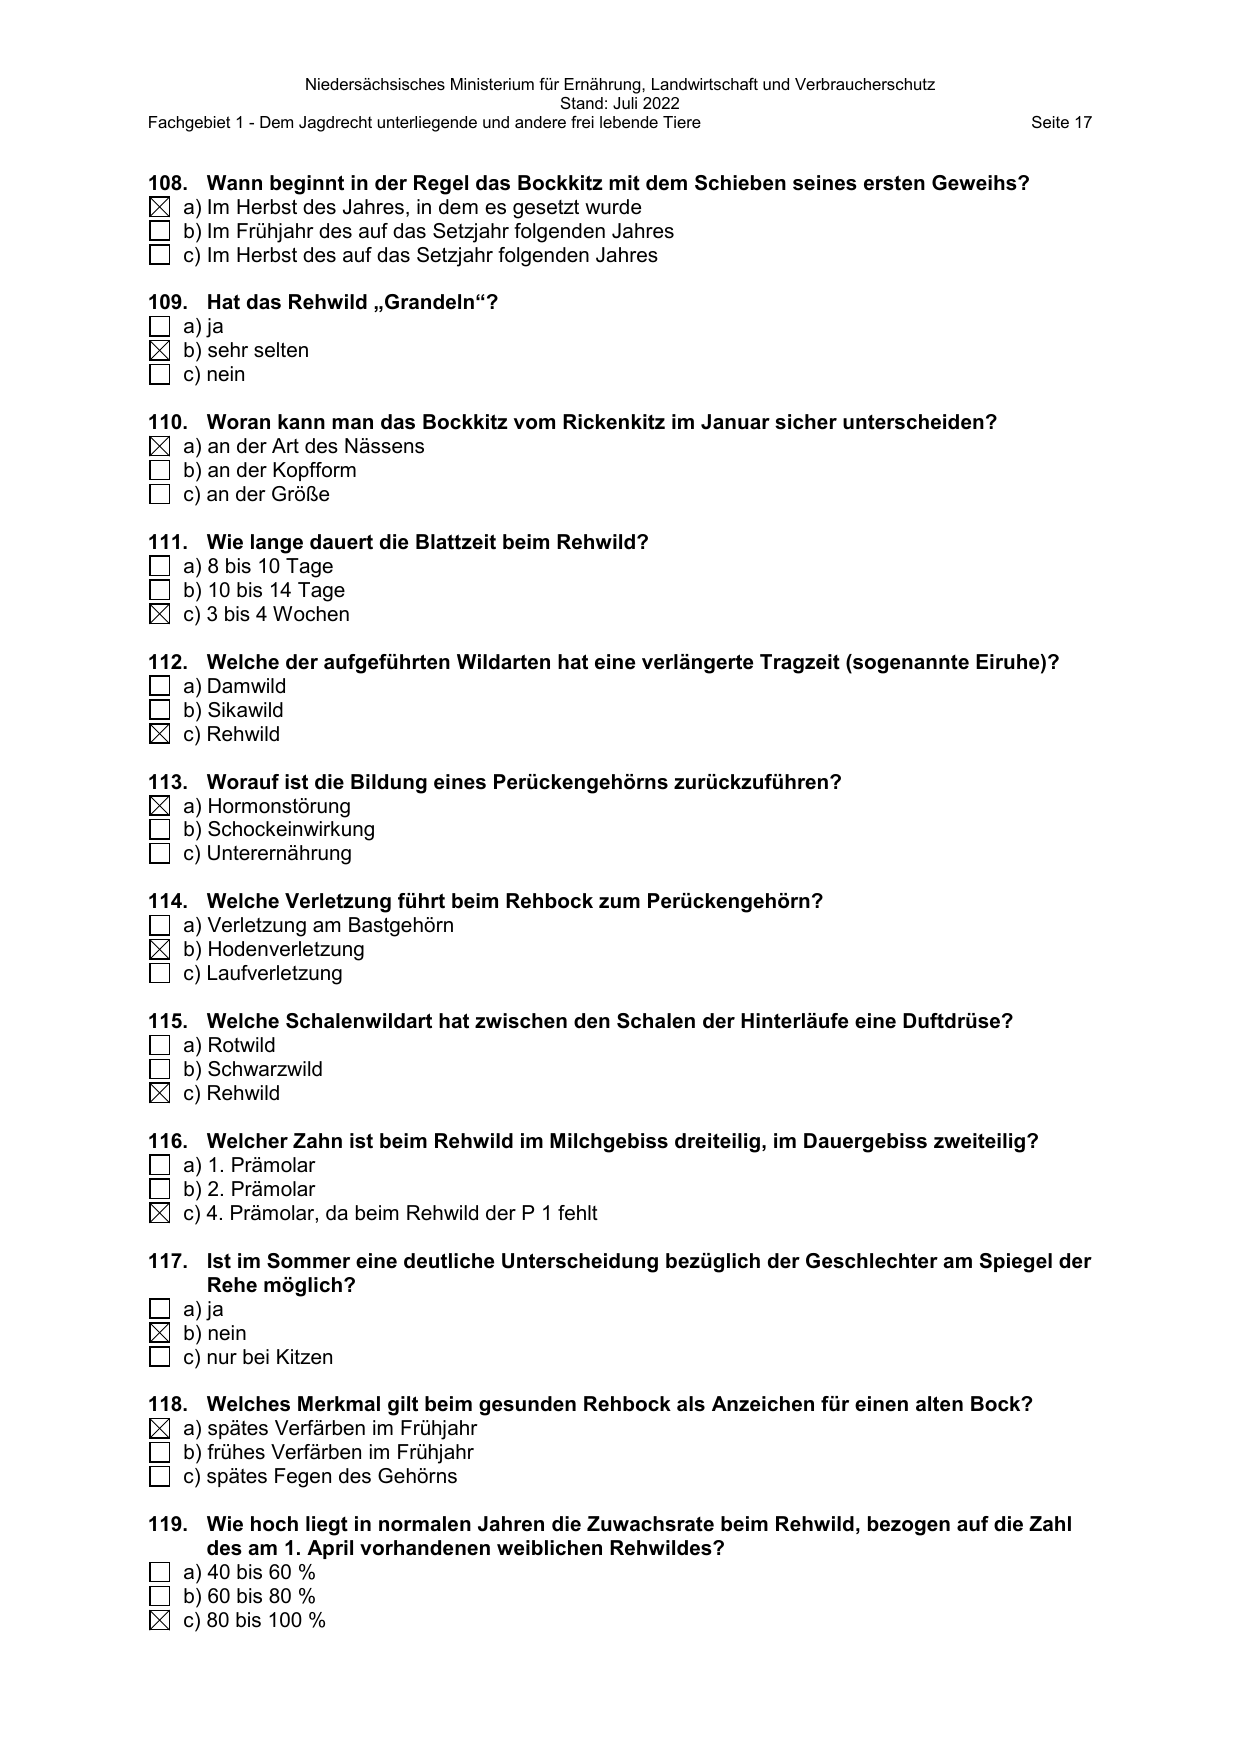 Niedersächsisches Ministerium für Ernährung, Landwirtschaft und Verbraucherschutz
Stand: Juli 2022
Fachgebiet 1 - Dem Jagdrecht unterliegende und andere frei lebende Tiere Seite 17
108. Wann beginnt in der Regel das Bockkitz mit dem Schieben seines ersten Geweihs?
☒ a) Im Herbst des Jahres, in dem es gesetzt wurde
☐ b) Im Frühjahr des auf das Setzjahr folgenden Jahres
☐ c) Im Herbst des auf das Setzjahr folgenden Jahres
109. Hat das Rehwild „Grandeln“?
☐ a) ja
☒ b) sehr selten
☐ c) nein
110. Woran kann man das Bockkitz vom Rickenkitz im Januar sicher unterscheiden?
☒ a) an der Art des Nässens
☐ b) an der Kopfform
☐ c) an der Größe
111. Wie lange dauert die Blattzeit beim Rehwild?
☐ a) 8 bis 10 Tage
☐ b) 10 bis 14 Tage
☒ c) 3 bis 4 Wochen
112. Welche der aufgeführten Wildarten hat eine verlängerte Tragzeit (sogenannte Eiruhe)?
☐ a) Damwild
☐ b) Sikawild
☒ c) Rehwild
113. Worauf ist die Bildung eines Perückengehörns zurückzuführen?
☒ a) Hormonstörung
☐ b) Schockeinwirkung
☐ c) Unterernährung
114. Welche Verletzung führt beim Rehbock zum Perückengehörn?
☐ a) Verletzung am Bastgehörn
☒ b) Hodenverletzung
☐ c) Laufverletzung
115. Welche Schalenwildart hat zwischen den Schalen der Hinterläufe eine Duftdrüse?
☐ a) Rotwild
☐ b) Schwarzwild
☒ c) Rehwild
116. Welcher Zahn ist beim Rehwild im Milchgebiss dreiteilig, im Dauergebiss zweiteilig?
☐ a) 1. Prämolar
☐ b) 2. Prämolar
☒ c) 4. Prämolar, da beim Rehwild der P 1 fehlt
117. Ist im Sommer eine deutliche Unterscheidung bezüglich der Geschlechter am Spiegel der
Rehe möglich?
☐ a) ja
☒ b) nein
☐ c) nur bei Kitzen
118. Welches Merkmal gilt beim gesunden Rehbock als Anzeichen für einen alten Bock?
☒ a) spätes Verfärben im Frühjahr
☐ b) frühes Verfärben im Frühjahr
☐ c) spätes Fegen des Gehörns
119. Wie hoch liegt in normalen Jahren die Zuwachsrate beim Rehwild, bezogen auf die Zahl
des am 1. April vorhandenen weiblichen Rehwildes?
☐ a) 40 bis 60 %
☐ b) 60 bis 80 %
☒ c) 80 bis 100 %